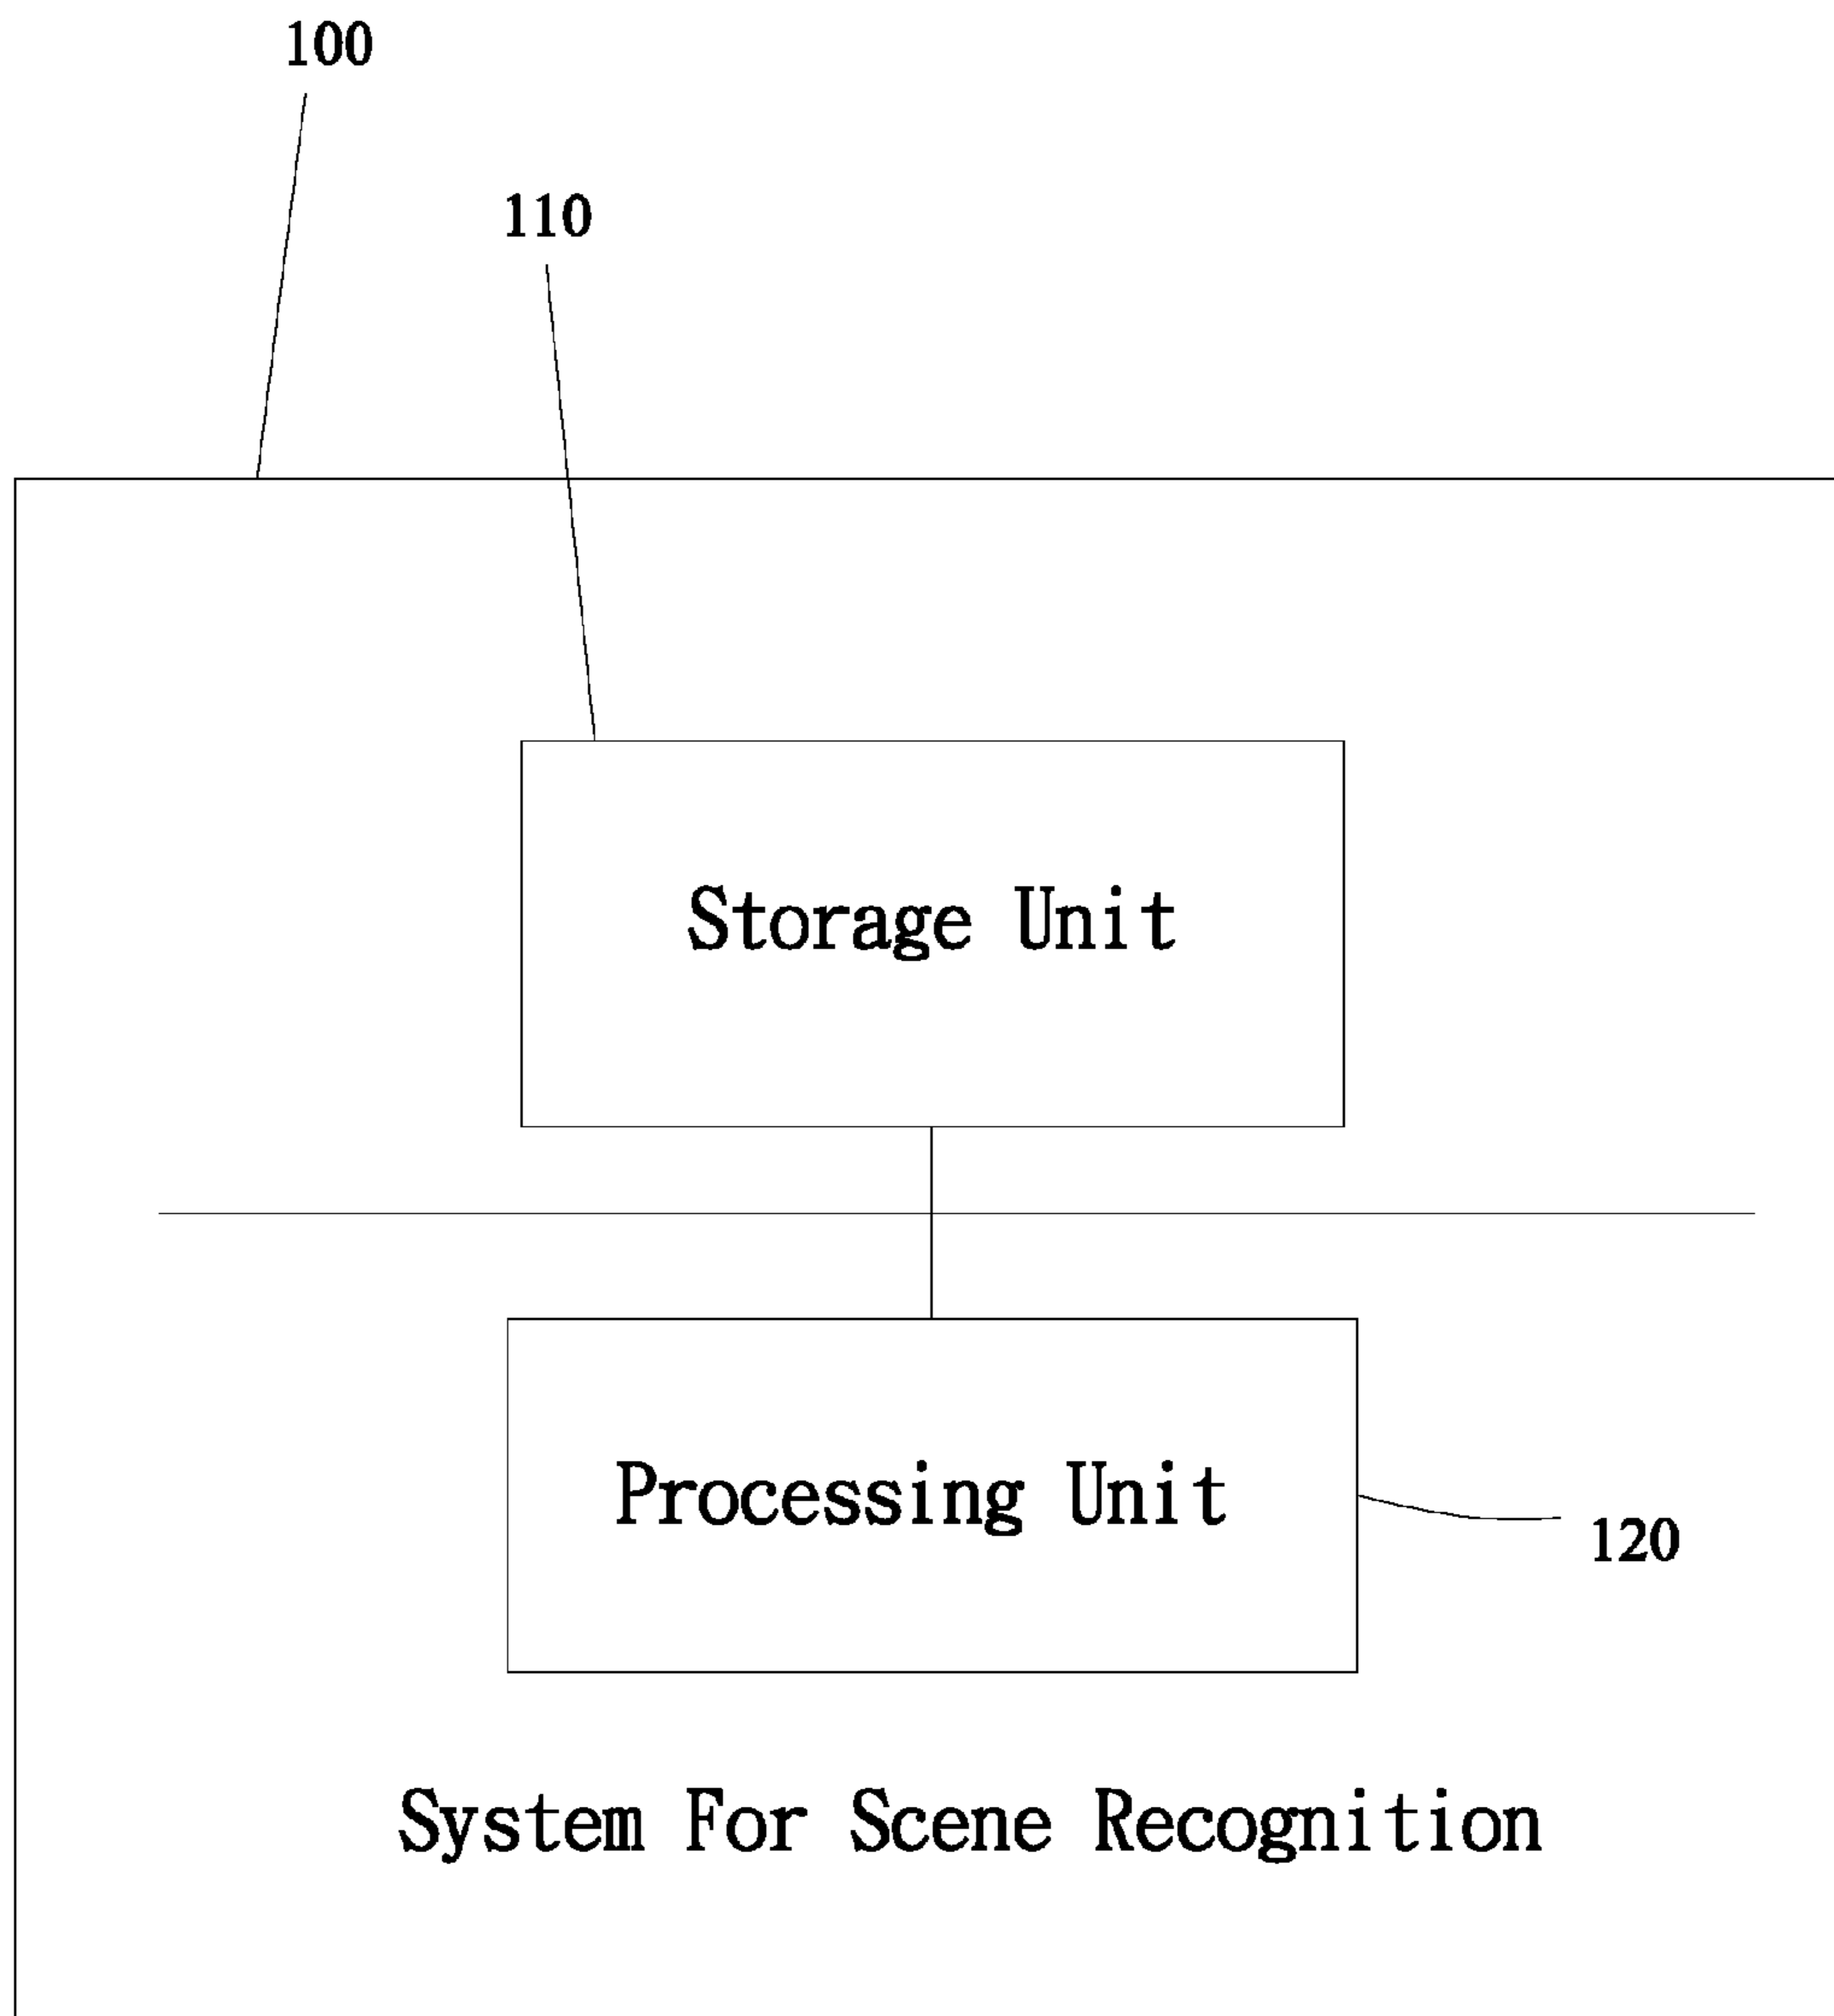 100
110
Storage Unit
Processing Unit
120
System For Scene Recognition